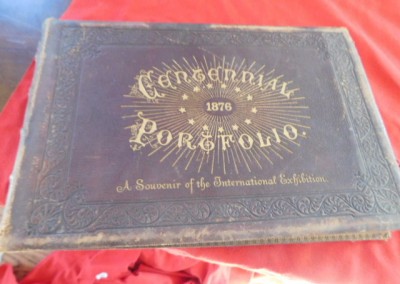 CENTENNIAL
1876
PORTFOLIO.
A Souvenir of the International Exhibition.